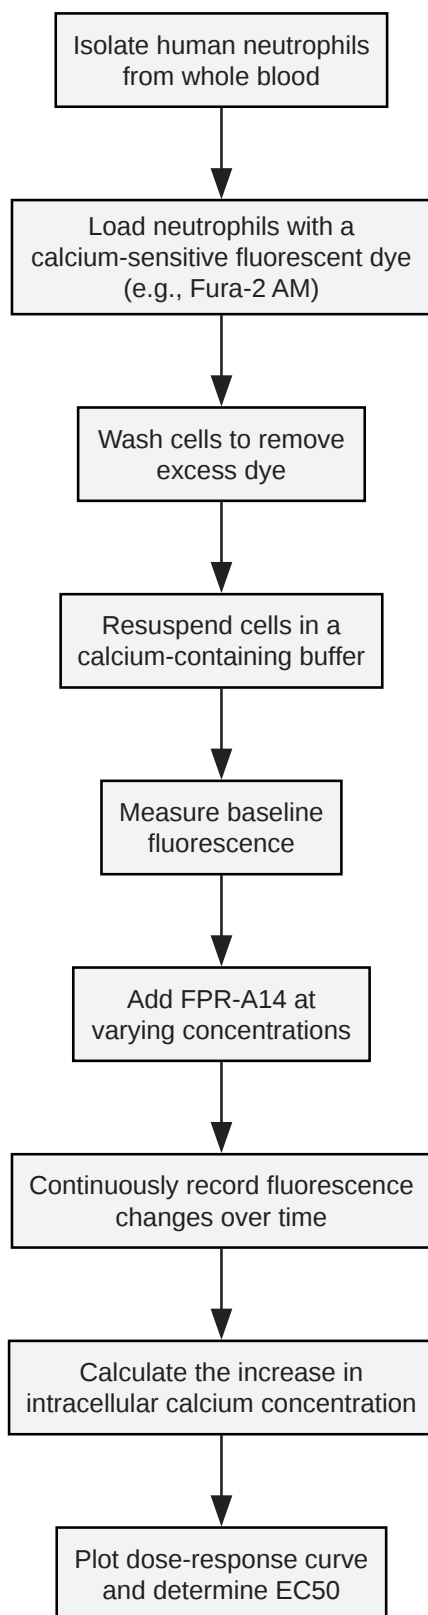 Isolate human neutrophils
from whole blood
Load neutrophils with a
calcium-sensitive fluorescent dye
(e.g., Fura-2 AM)
Wash cells to remove
excess dye
Resuspend cells in a
calcium-containing buffer
Measure baseline
fluorescence
Add FPR-A14 at
varying concentrations
Continuously record fluorescence
changes over time
Calculate the increase in
intracellular calcium concentration
Plot dose-response curve
and determine EC50